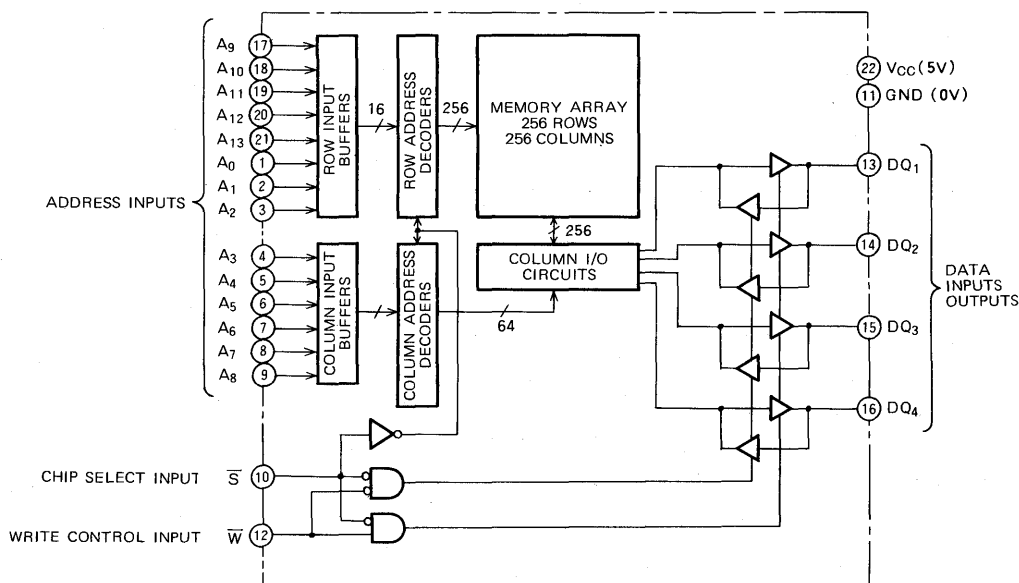 ADDRESS INPUTS
A9 17
A10 18
A11 19
A12 20
A13 21
A0 1
A1 2
A2 3
A3 4
A4 5
A5 6
A6 7
A7 8
A8 9
ROW INPUT
BUFFERS
16
ROW ADDRESS
DECODERS
256
MEMORY ARRAY
256 ROWS
256 COLUMNS
COLUMN INPUT
BUFFERS
COLUMN ADDRESS
DECODERS
64
256
COLUMN I/O
CIRCUITS
22 VCC (5V)
11 GND (0V)
13 DQ1
14 DQ2
15 DQ3
16 DQ4
DATA
INPUTS
OUTPUTS
CHIP SELECT INPUT S̅ 10
WRITE CONTROL INPUT W̅ 12